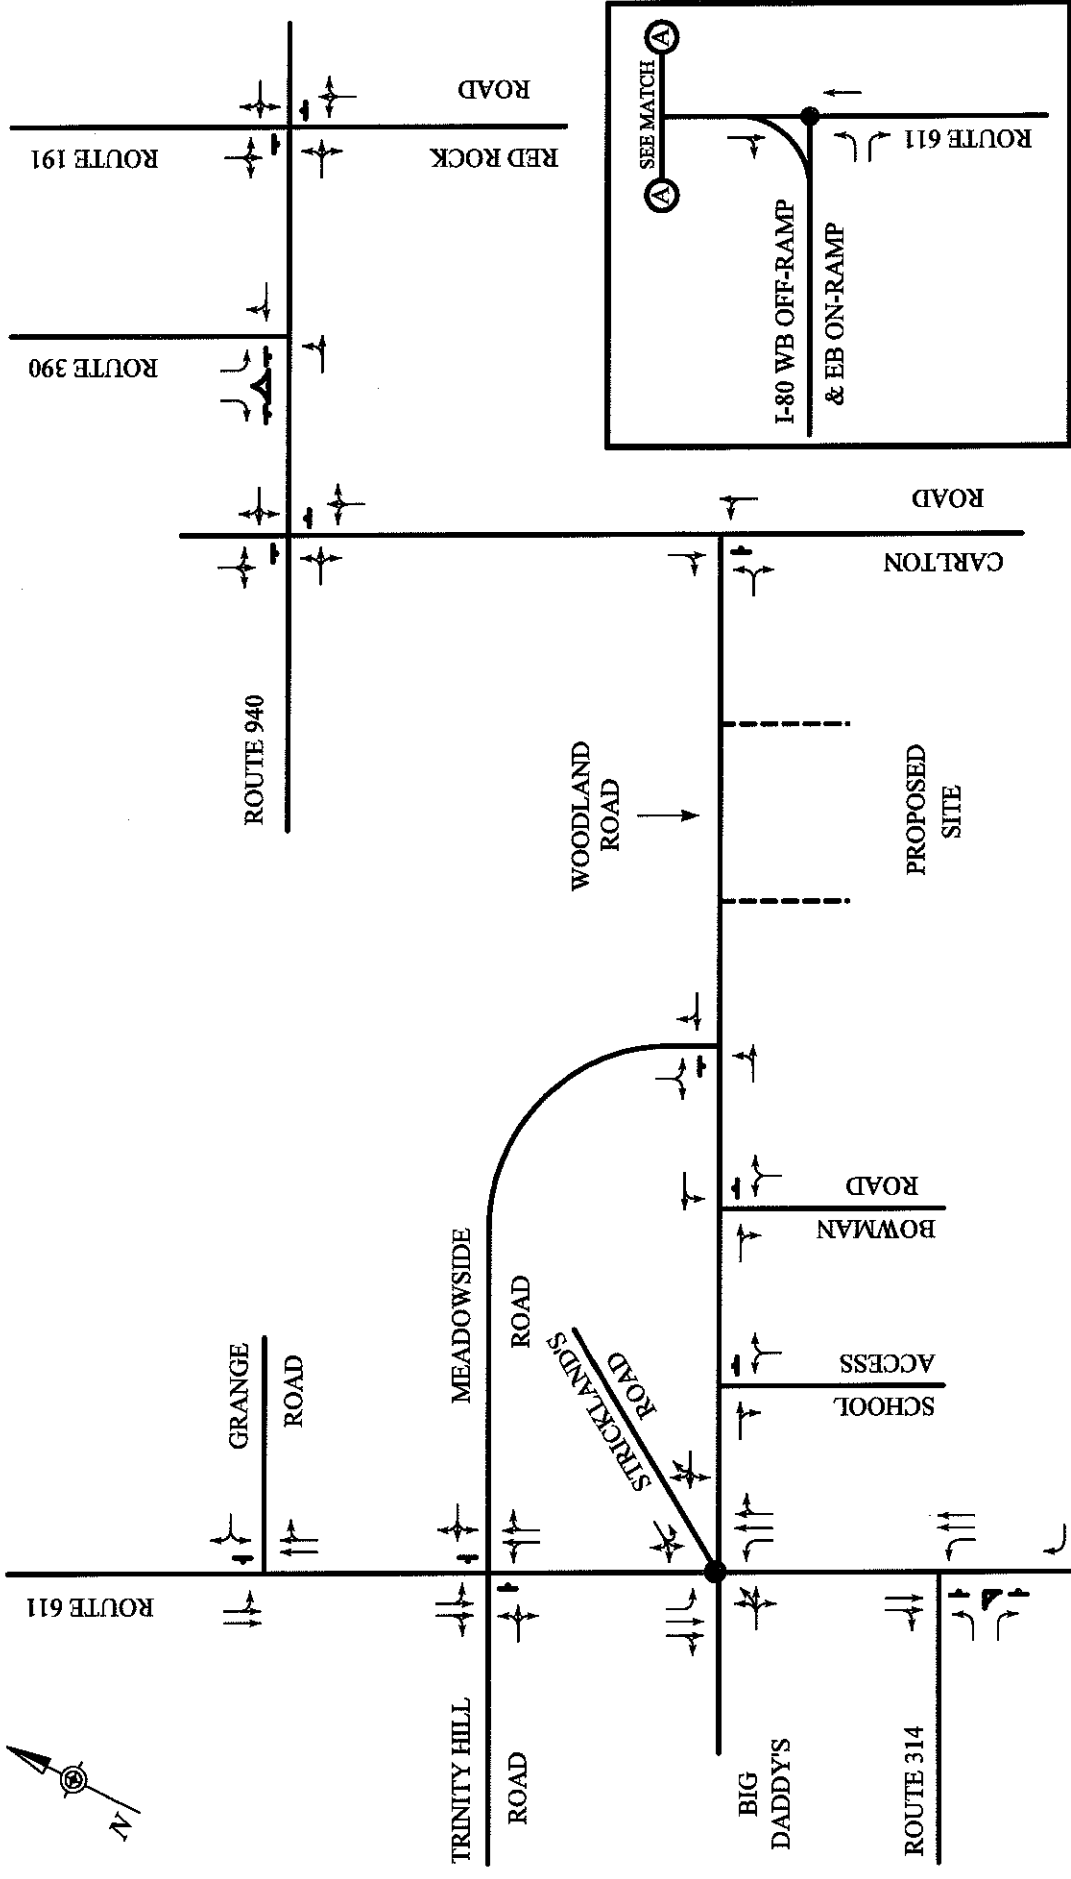 N
ROUTE 611
GRANGE
ROAD
TRINITY HILL
ROAD
MEADOWSIDE
ROAD
STRICKLAND'S
ROAD
BIG
DADDY'S
ROUTE 314
SCHOOL
ACCESS
BOWMAN
ROAD
WOODLAND
ROAD
PROPOSED
SITE
CARLTON
ROAD
ROUTE 940
ROUTE 390
ROUTE 191
RED ROCK
ROAD
I-80 WB OFF-RAMP
& EB ON-RAMP
ROUTE 611
SEE MATCH
A
A